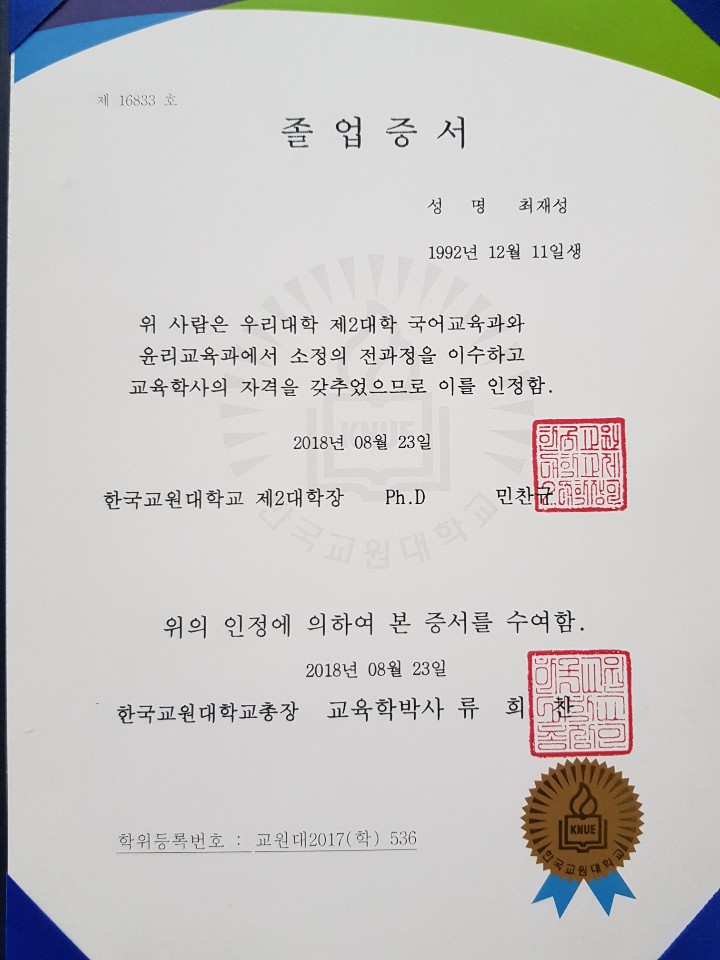 제 16833 호
졸업증서
성 명 최재성
1992년 12월 11일생
위 사람은 우리대학 제2대학 국어교육과와
윤리교육과에서 소정의 전과정을 이수하고
교육학사의 자격을 갖추었으므로 이를 인정함.
KNUE
2018년 08월 23일
한국교원대학교 제2대학장 Ph.D 민찬규
한국교원대학교
위의 인정에 의하여 본 증서를 수여함.
2018년 08월 23일
한국교원대학교총장 교육학박사 류 희 찬
KNUE
한국교원대학교
학위등록번호 : 교원대2017(학) 536